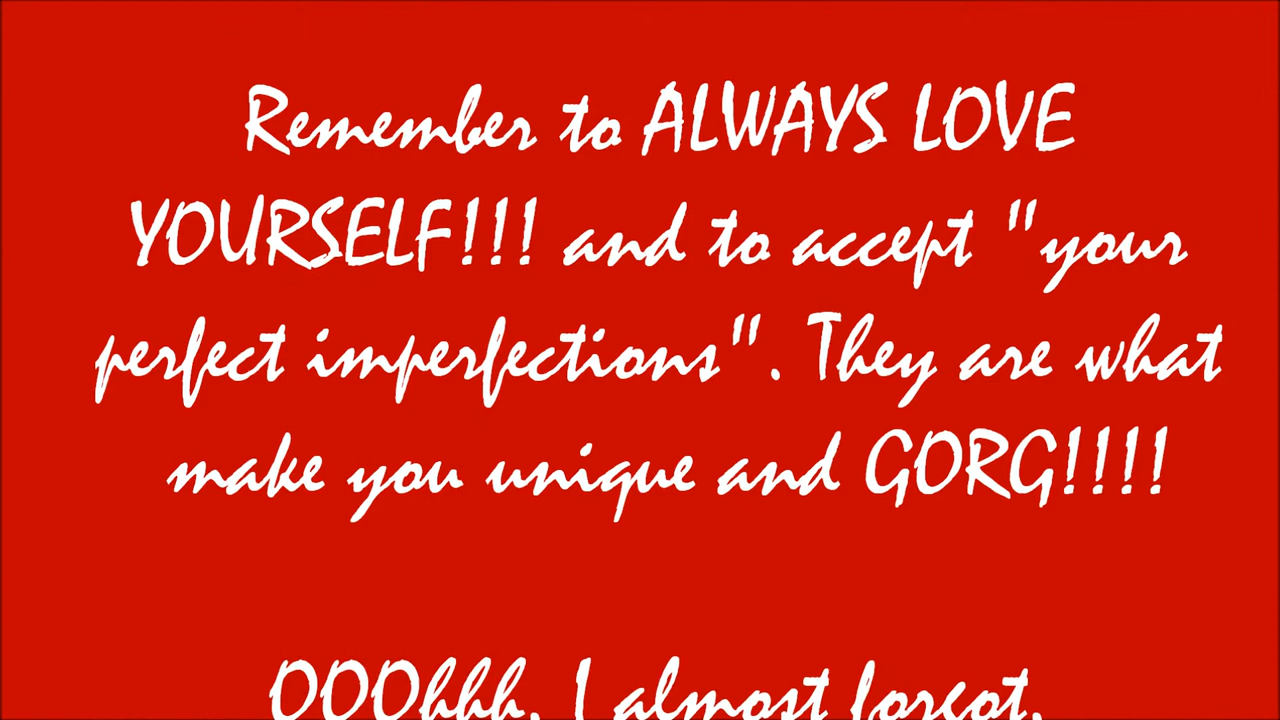 Remember to ALWAYS LOVE
YOURSELF!!! and to accept "your
perfect imperfections". They are what
make you unique and GORG!!!!
OOOhhh, I almost forgot,